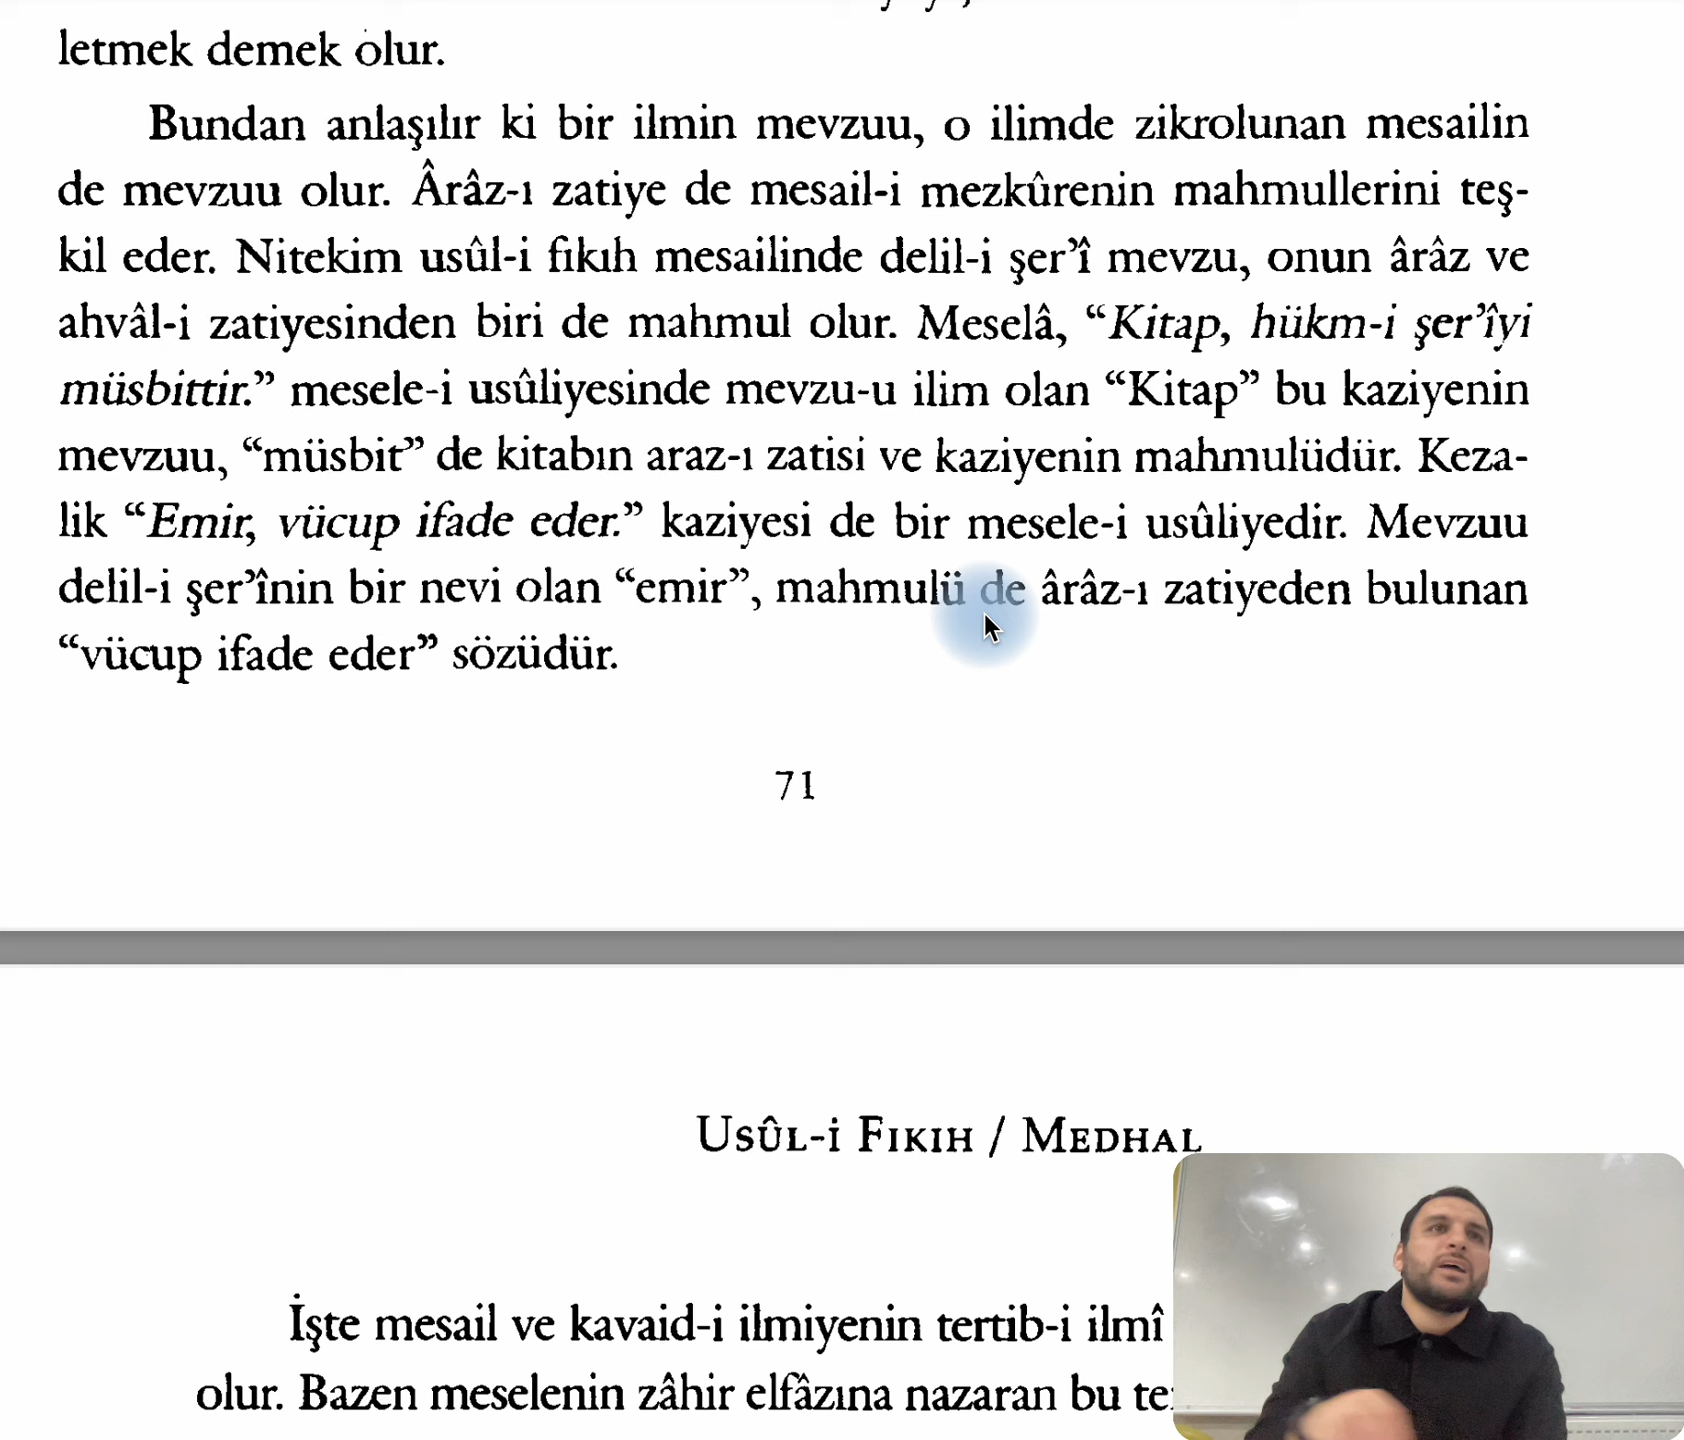 letmek demek olur.
Bundan anlaşılır ki bir ilmin mevzuu, o ilimde zikrolunan mesailin
de mevzuu olur. Ârâz-ı zatiye de mesail-i mezkûrenin mahmullerini teş-
kil eder. Nitekim usûl-i fıkıh mesailinde delil-i şer’î mevzu, onun ârâz ve
ahvâl-i zatiyesinden biri de mahmul olur. Meselâ, “Kitap, hükm-i şer’îyi
müsbittir.” mesele-i usûliyesinde mevzu-u ilim olan “Kitap” bu kaziyenin
mevzuu, “müsbit” de kitabın araz-ı zatisi ve kaziyenin mahmulüdür. Keza-
lik “Emir, vücup ifade eder.” kaziyesi de bir mesele-i usûliyedir. Mevzuu
delil-i şer’înin bir nevi olan “emir”, mahmulü de ârâz-ı zatiyeden bulunan
“vücup ifade eder” sözüdür.
71
USÛL-İ FIKIH / MEDHAL
İşte mesail ve kavaid-i ilmiyenin tertib-i ilmî
olur. Bazen meselenin zâhir elfâzına nazaran bu